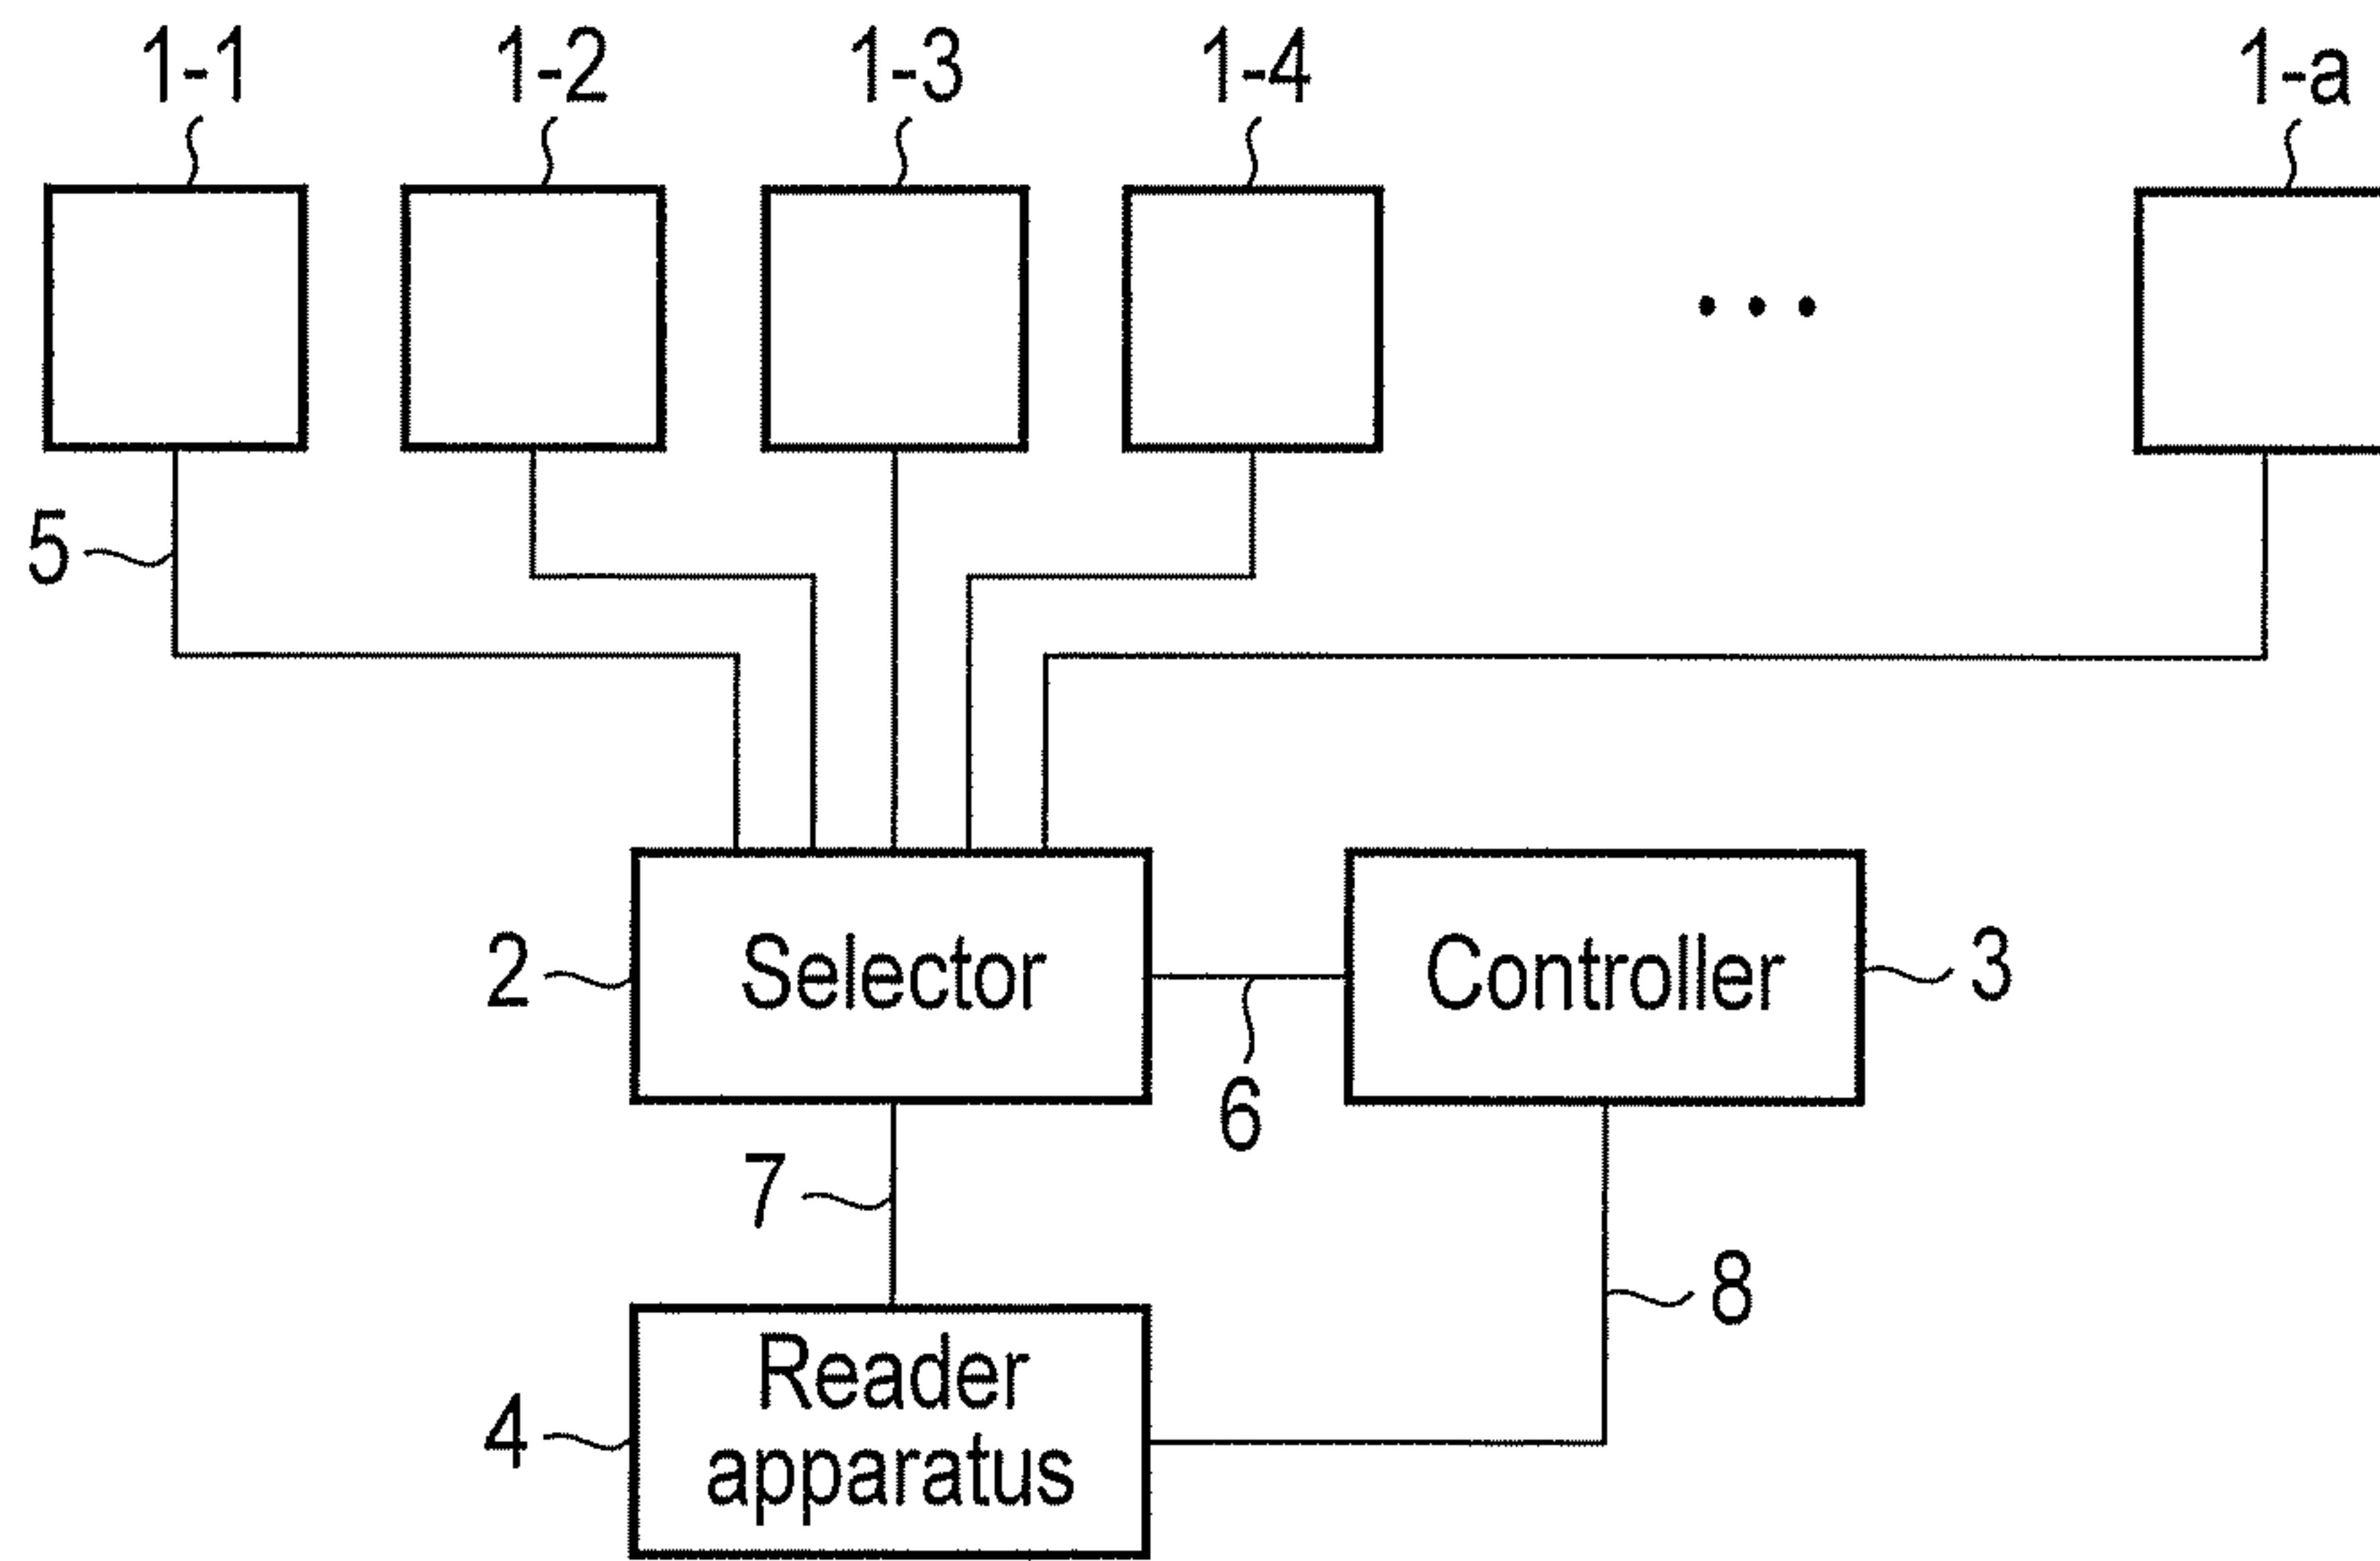 1-1 1-2 1-3 1-4 1-a
5
2 Selector Controller 3
6
7
8
4 Reader
apparatus